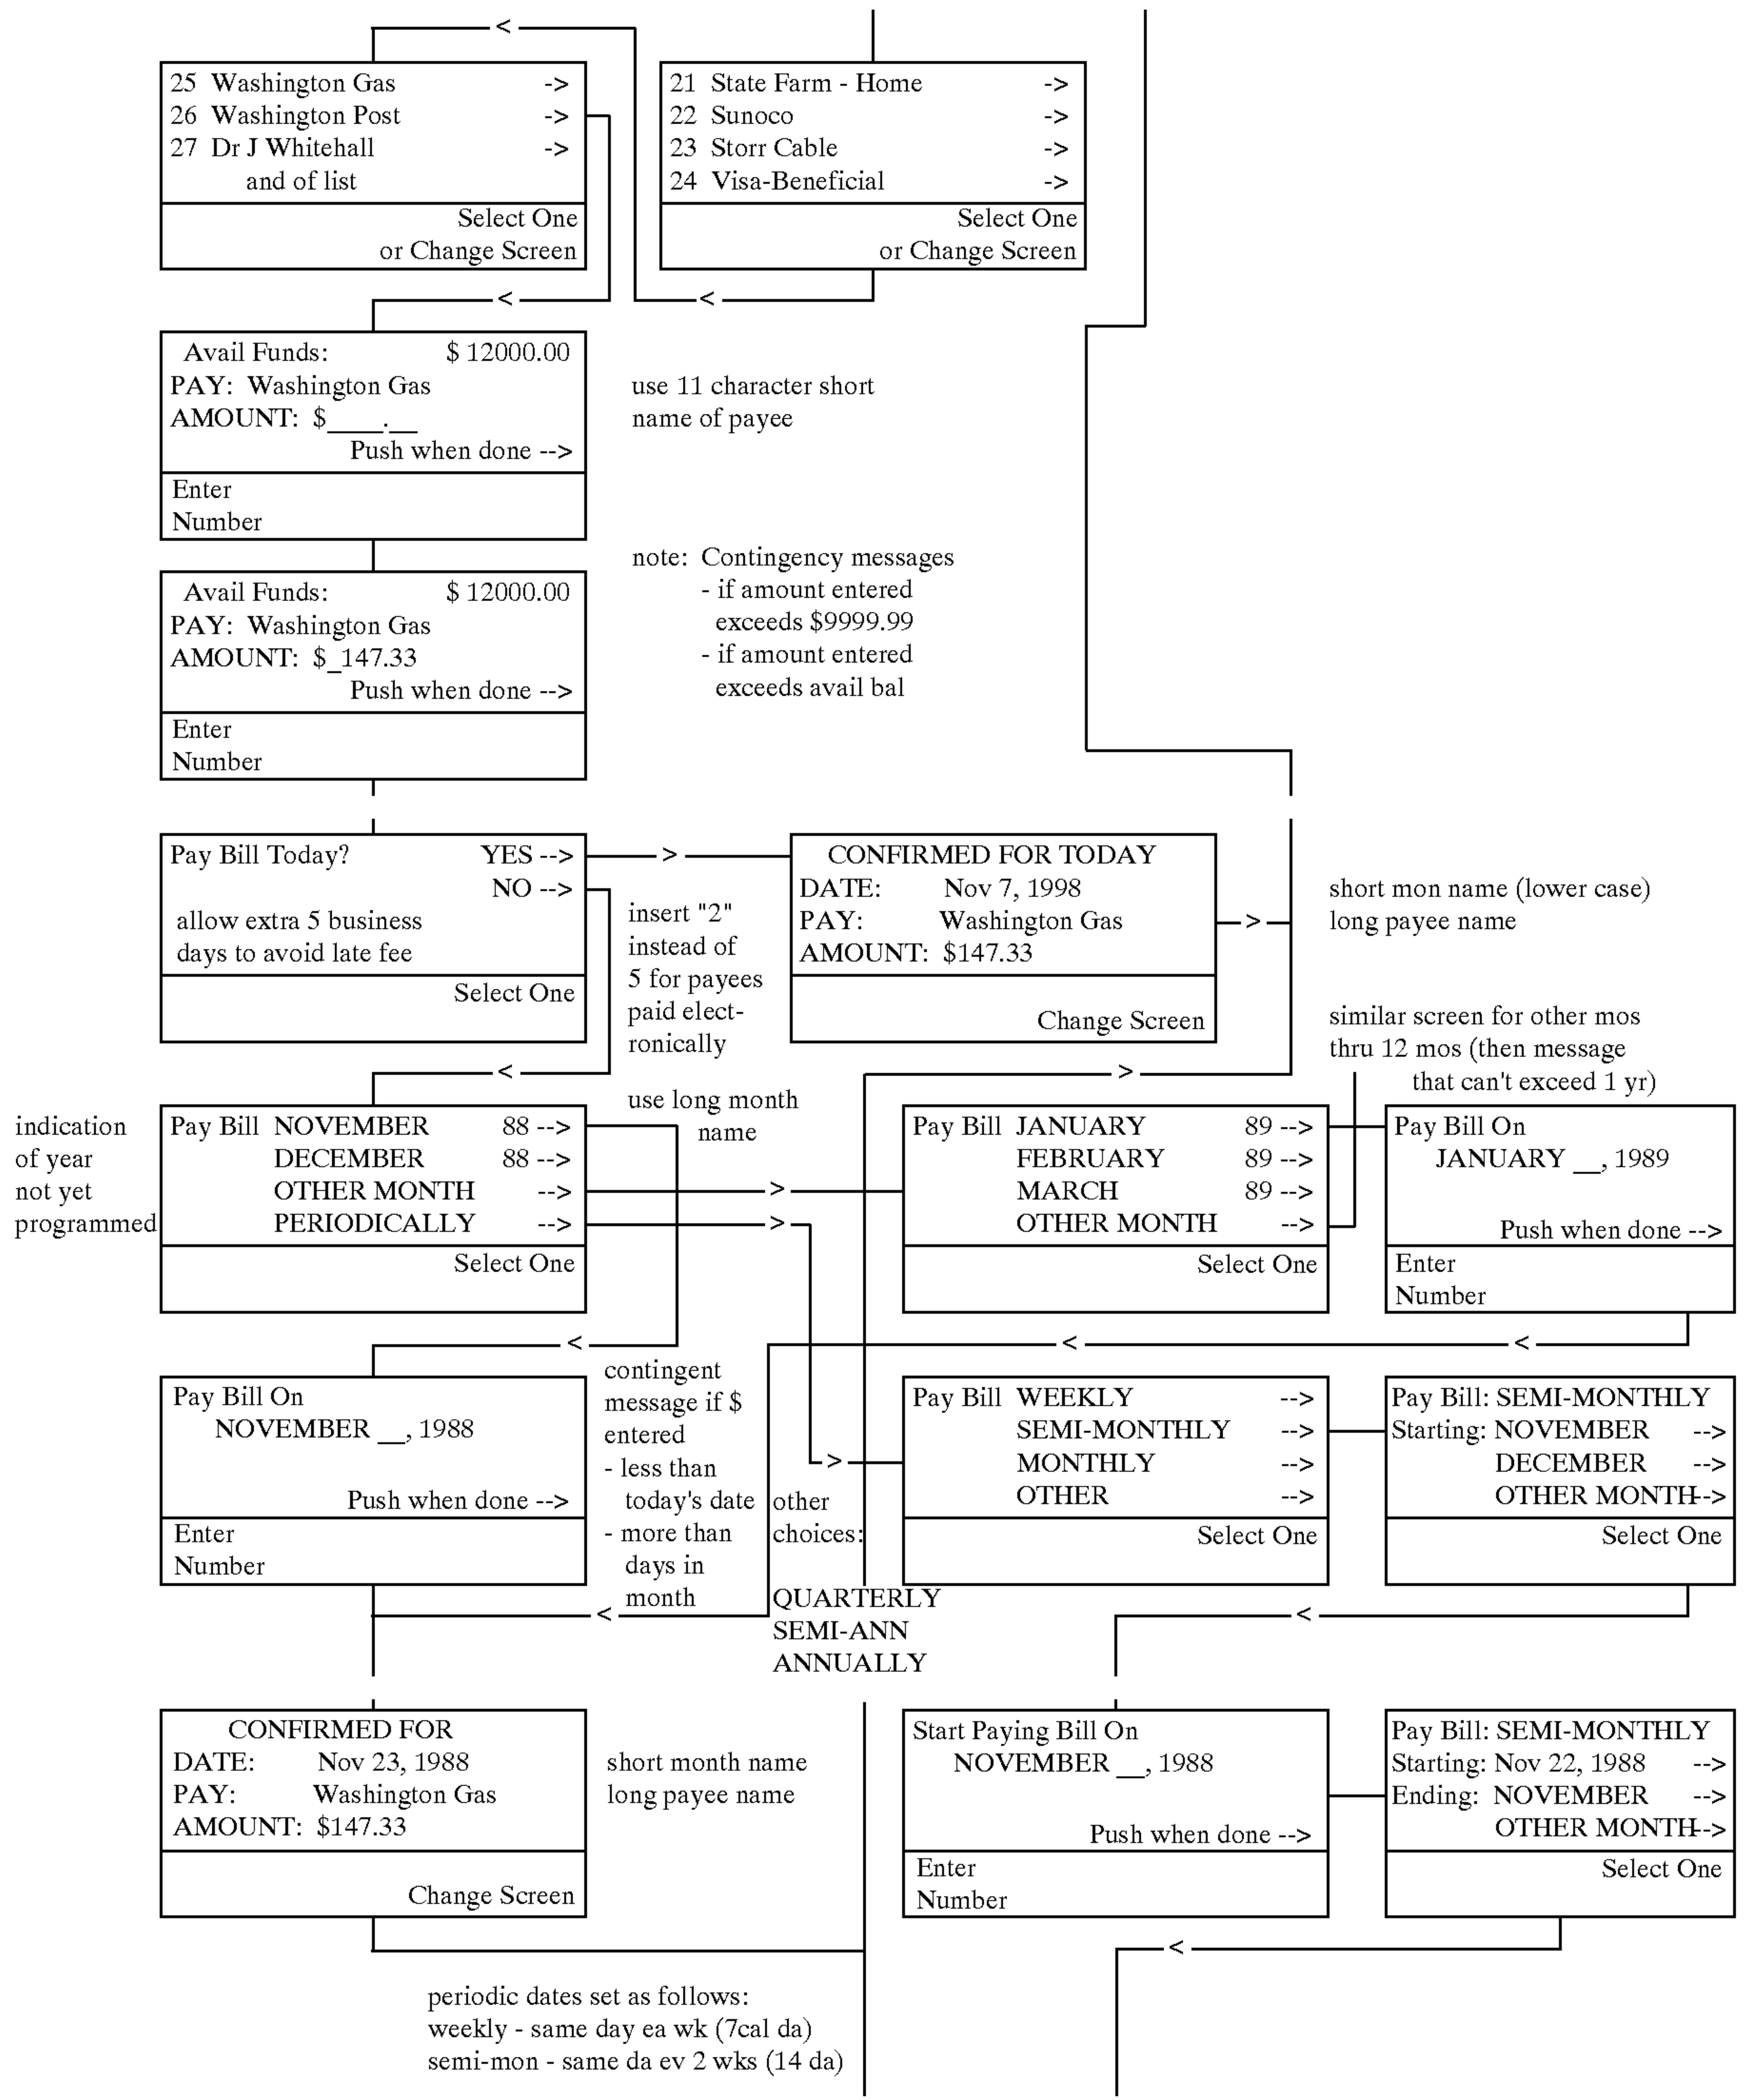 <
25 Washington Gas ->
26 Washington Post ->
27 Dr J Whitehall ->
and of list
Select One
or Change Screen
21 State Farm - Home ->
22 Sunoco ->
23 Storr Cable ->
24 Visa-Beneficial ->
Select One
or Change Screen
<
<
Avail Funds: $ 12000.00
PAY: Washington Gas
AMOUNT: $____.__
Push when done -->
Enter
Number
use 11 character short
name of payee
Avail Funds: $ 12000.00
PAY: Washington Gas
AMOUNT: $_147.33
Push when done -->
Enter
Number
note: Contingency messages
- if amount entered
exceeds $9999.99
- if amount entered
exceeds avail bal
Pay Bill Today? YES -->
NO -->
allow extra 5 business
days to avoid late fee
Select One
>
insert "2"
instead of
5 for payees
paid elect-
ronically
CONFIRMED FOR TODAY
DATE: Nov 7, 1998
PAY: Washington Gas
AMOUNT: $147.33
Change Screen
>
short mon name (lower case)
long payee name
similar screen for other mos
thru 12 mos (then message
that can't exceed 1 yr)
<
>
indication
of year
not yet
programmed
Pay Bill NOVEMBER 88 -->
DECEMBER 88 -->
OTHER MONTH -->
PERIODICALLY -->
Select One
use long month
name
>
>
Pay Bill JANUARY 89 -->
FEBRUARY 89 -->
MARCH 89 -->
OTHER MONTH -->
Select One
Pay Bill On
JANUARY __, 1989
Push when done -->
Enter
Number
<
<
<
Pay Bill On
NOVEMBER __, 1988
Push when done -->
Enter
Number
contingent
message if $
entered
- less than
today's date
- more than
days in
month
>
other
choices:
QUARTERLY
SEMI-ANN
ANNUALLY
Pay Bill WEEKLY -->
SEMI-MONTHLY -->
MONTHLY -->
OTHER -->
Select One
Pay Bill: SEMI-MONTHLY
Starting: NOVEMBER -->
DECEMBER -->
OTHER MONTH-->
Select One
<
<
CONFIRMED FOR
DATE: Nov 23, 1988
PAY: Washington Gas
AMOUNT: $147.33
Change Screen
short month name
long payee name
Start Paying Bill On
NOVEMBER __, 1988
Push when done -->
Enter
Number
Pay Bill: SEMI-MONTHLY
Starting: Nov 22, 1988 -->
Ending: NOVEMBER -->
OTHER MONTH-->
Select One
<
periodic dates set as follows:
weekly - same day ea wk (7cal da)
semi-mon - same da ev 2 wks (14 da)